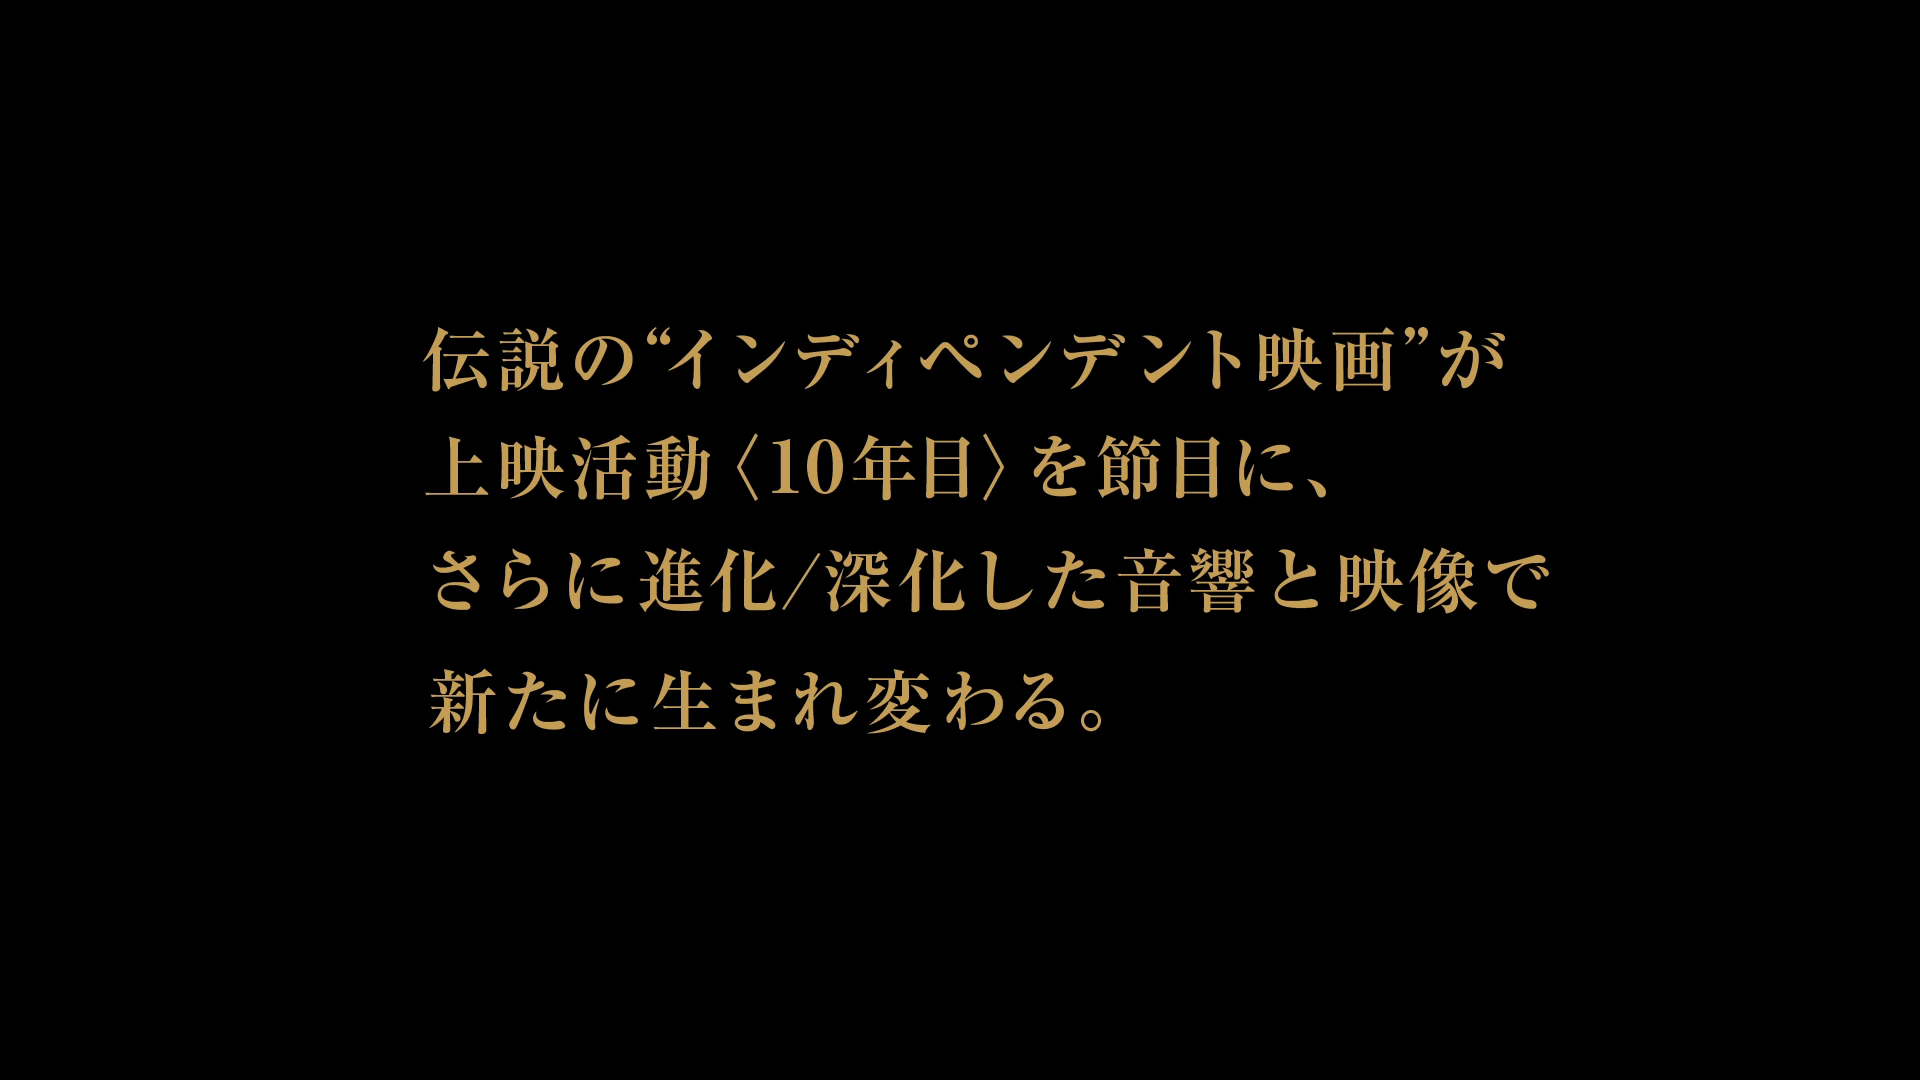 伝説の“インディペンデント映画”が
上映活動〈10年目〉を節目に、
さらに進化/深化した音響と映像で
新たに生まれ変わる。